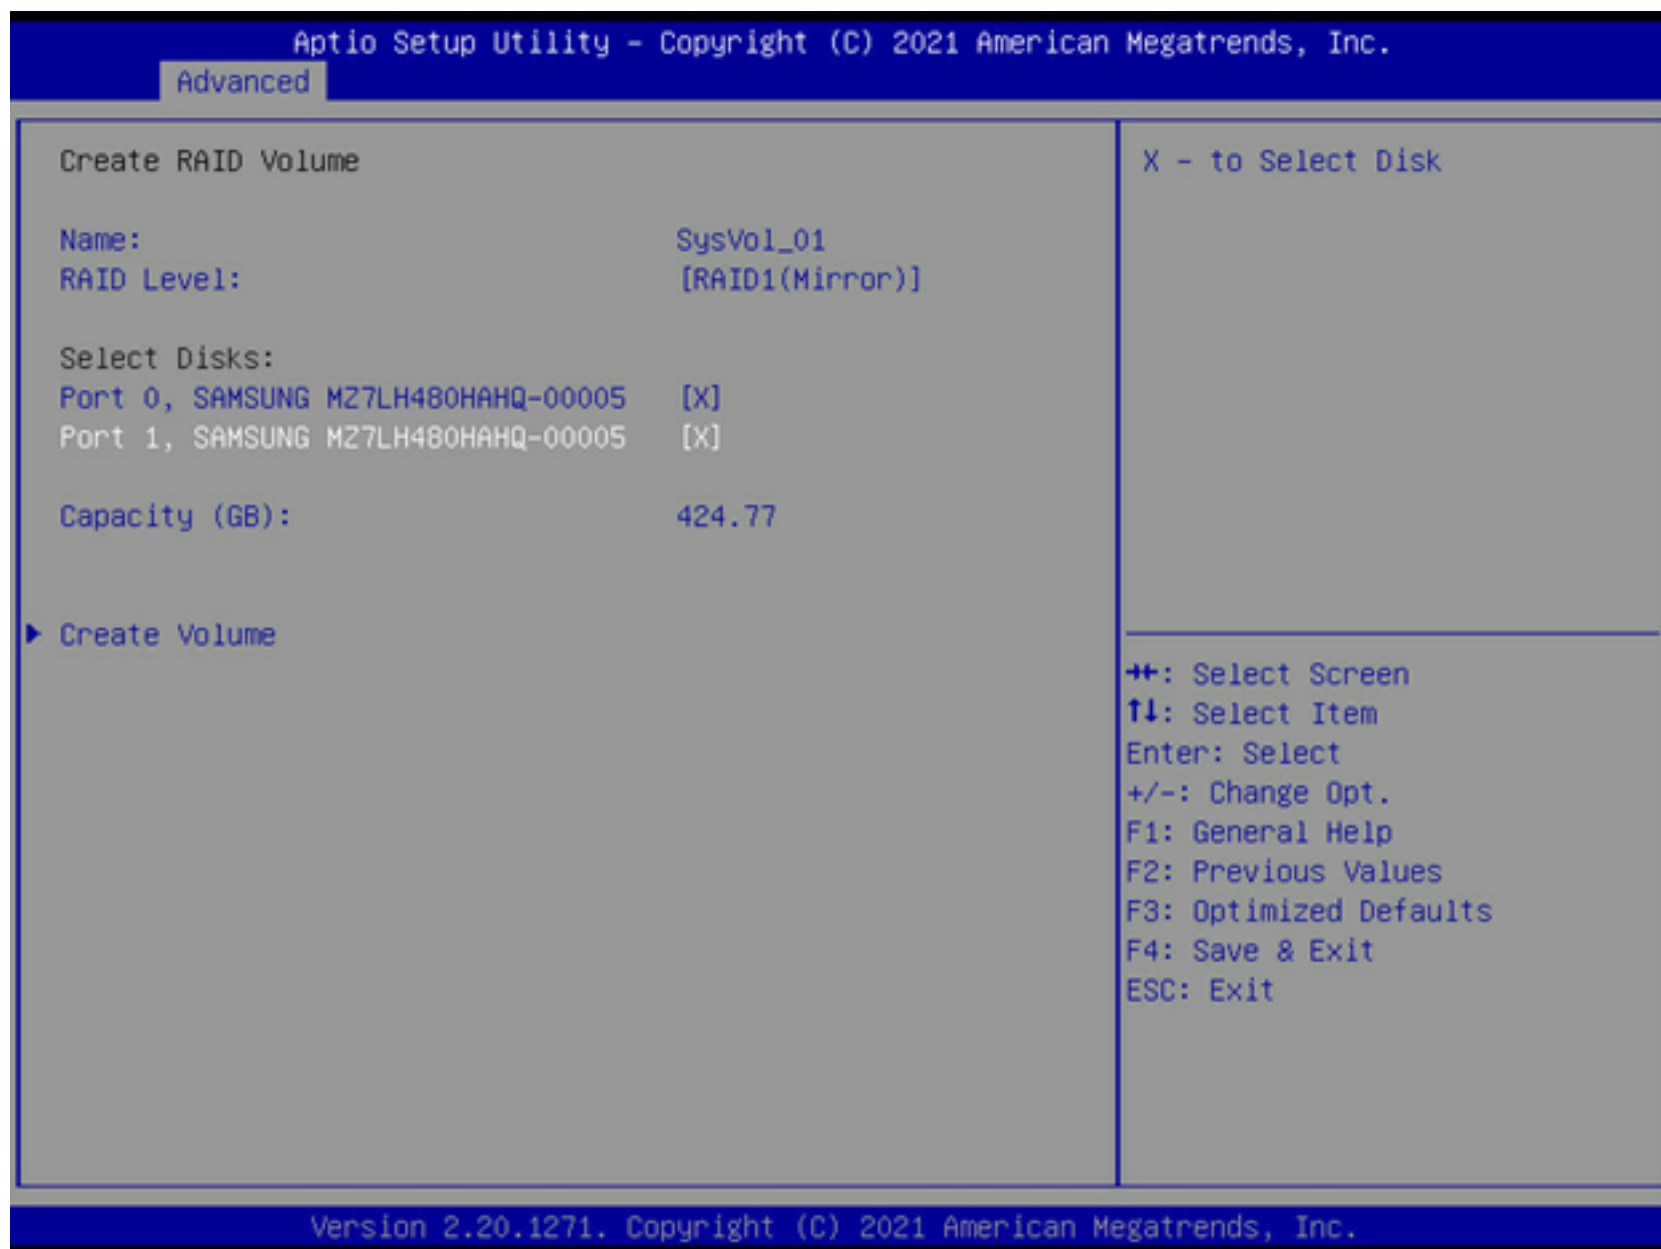 Aptio Setup Utility – Copyright (C) 2021 American Megatrends, Inc.
Advanced
Create RAID Volume
Name: SysVol_01
RAID Level: [RAID1(Mirror)]
Select Disks:
Port 0, SAMSUNG MZ7LH480HAHQ-00005 [X]
Port 1, SAMSUNG MZ7LH480HAHQ-00005 [X]
Capacity (GB): 424.77
► Create Volume
X – to Select Disk
→←: Select Screen
↑↓: Select Item
Enter: Select
+/-: Change Opt.
F1: General Help
F2: Previous Values
F3: Optimized Defaults
F4: Save & Exit
ESC: Exit
Version 2.20.1271. Copyright (C) 2021 American Megatrends, Inc.